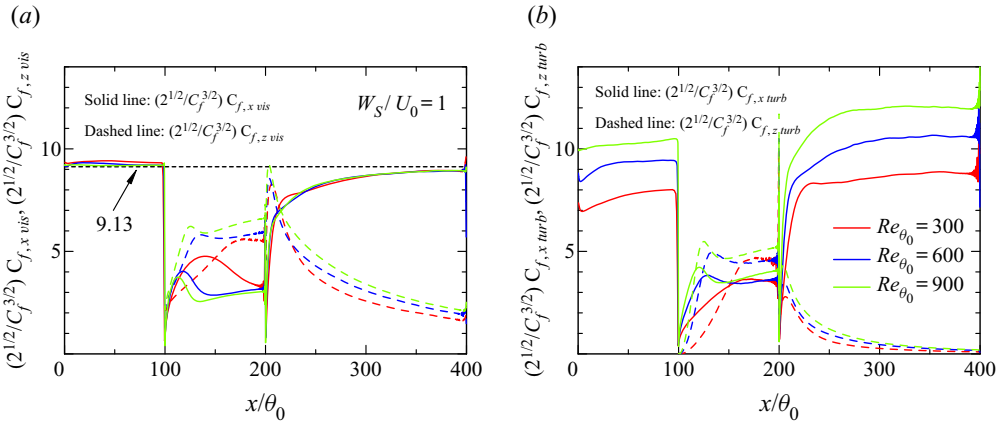 (a)
(2^{1/2}/C_f^{3/2}) C_{f,x vis}, (2^{1/2}/C_f^{3/2}) C_{f,z vis}
Solid line: (2^{1/2}/C_f^{3/2}) C_{f,x vis}
Dashed line: (2^{1/2}/C_f^{3/2}) C_{f,z vis}
W_S/U_0 = 1
10
5
9.13
0 100 200 300 400
x/θ_0
(b)
(2^{1/2}/C_f^{3/2}) C_{f,x turb}, (2^{1/2}/C_f^{3/2}) C_{f,z turb}
Solid line: (2^{1/2}/C_f^{3/2}) C_{f,x turb}
Dashed line: (2^{1/2}/C_f^{3/2}) C_{f,z turb}
10
5
Re_{θ_0} = 300
Re_{θ_0} = 600
Re_{θ_0} = 900
0 100 200 300 400
x/θ_0